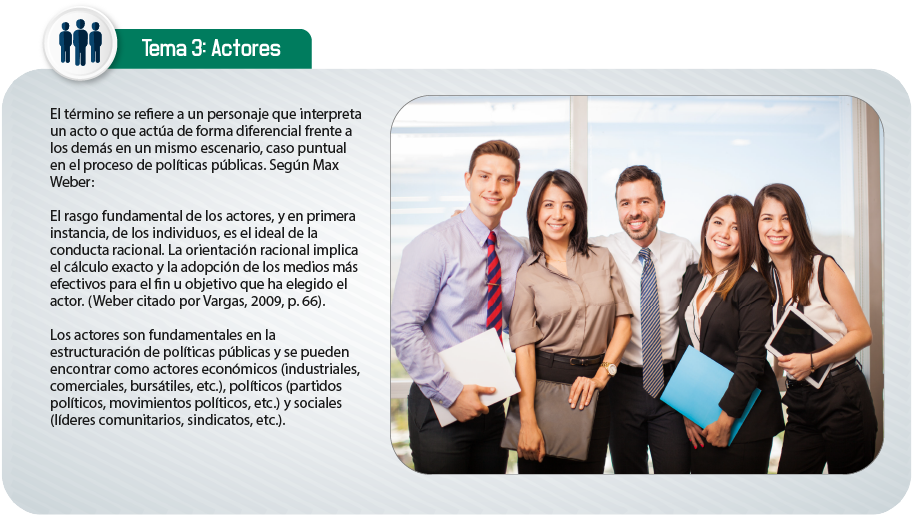 Tema 3: Actores
El término se refiere a un personaje que interpreta
un acto o que actúa de forma diferencial frente a
los demás en un mismo escenario, caso puntual
en el proceso de políticas públicas. Según Max
Weber:
El rasgo fundamental de los actores, y en primera
instancia, de los individuos, es el ideal de la
conducta racional. La orientación racional implica
el cálculo exacto y la adopción de los medios más
efectivos para el fin u objetivo que ha elegido el
actor. (Weber citado por Vargas, 2009, p. 66).
Los actores son fundamentales en la
estructuración de políticas públicas y se pueden
encontrar como actores económicos (industriales,
comerciales, bursátiles, etc.), políticos (partidos
políticos, movimientos políticos, etc.) y sociales
(líderes comunitarios, sindicatos, etc.).